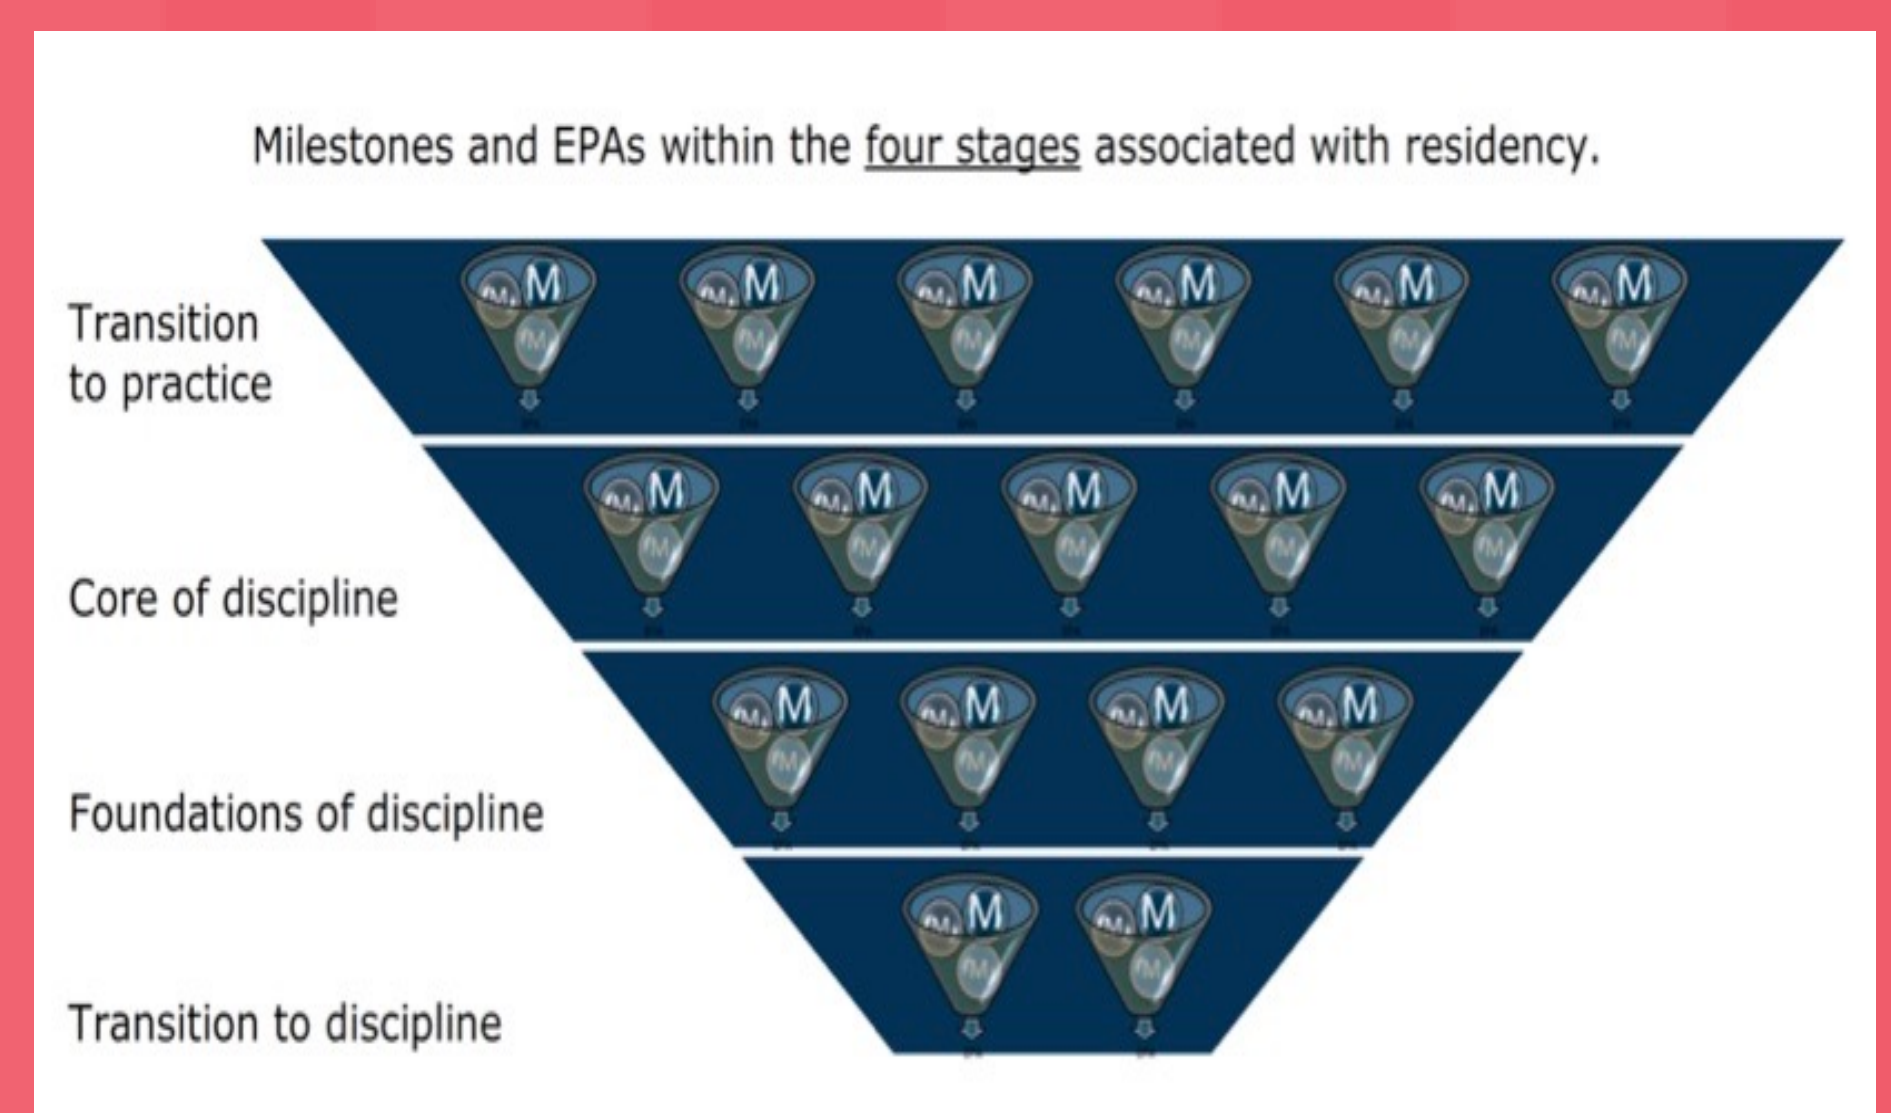 Milestones and EPAs within the four stages associated with residency.
Transition
to practice
M M M M M M
M M M M M M
Core of discipline
M M M M M
M M M M M
Foundations of discipline
M M M M
M M M M
Transition to discipline
M M
M M